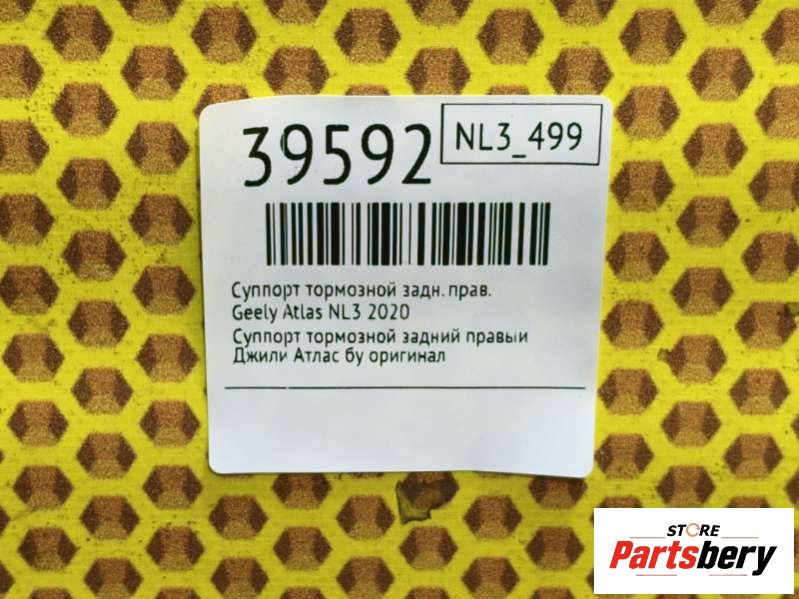 39592
NL3_499
Суппорт тормозной задн. прав.
Geely Atlas NL3 2020
Суппорт тормозной задний правый
Джили Атлас бу оригинал
STORE
Partsbery